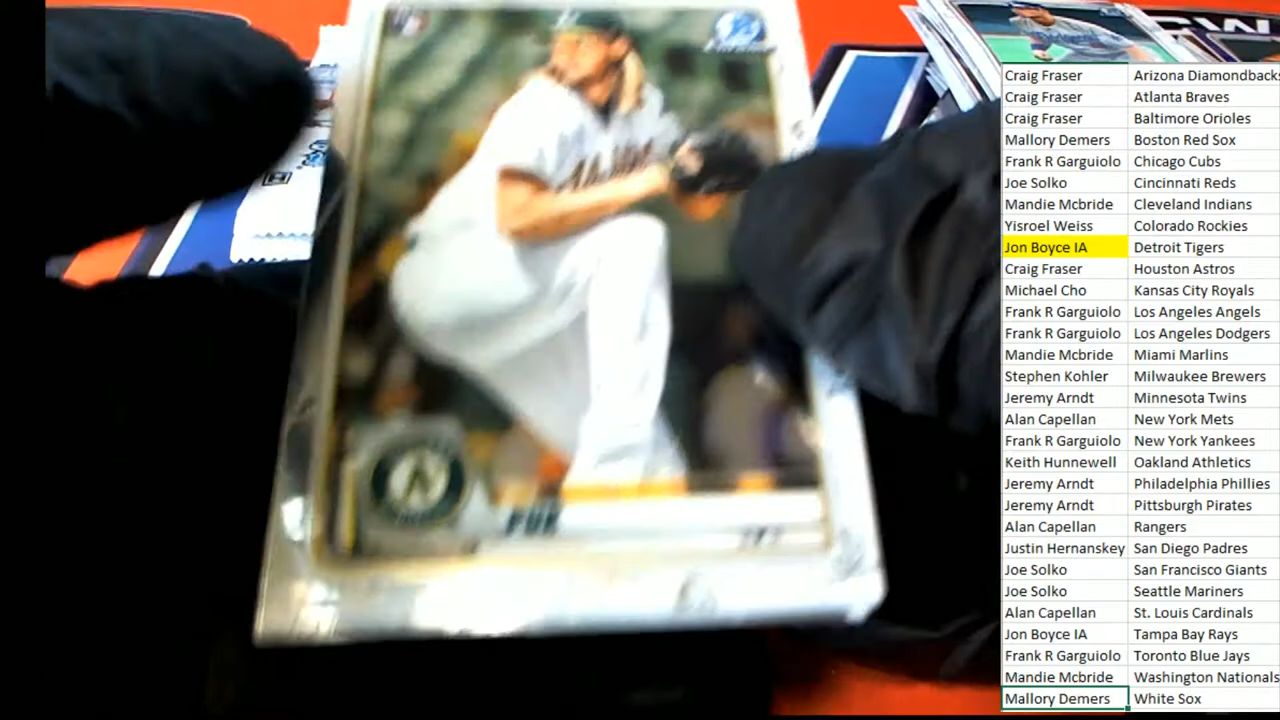 Craig Fraser Arizona Diamondbacks
Craig Fraser Atlanta Braves
Craig Fraser Baltimore Orioles
Mallory Demers Boston Red Sox
Frank R Garguiolo Chicago Cubs
Joe Solko Cincinnati Reds
Mandie Mcbride Cleveland Indians
Yisroel Weiss Colorado Rockies
Jon Boyce IA Detroit Tigers
Craig Fraser Houston Astros
Michael Cho Kansas City Royals
Frank R Garguiolo Los Angeles Angels
Frank R Garguiolo Los Angeles Dodgers
Mandie Mcbride Miami Marlins
Stephen Kohler Milwaukee Brewers
Jeremy Arndt Minnesota Twins
Alan Capellan New York Mets
Frank R Garguiolo New York Yankees
Keith Hunnewell Oakland Athletics
Jeremy Arndt Philadelphia Phillies
Jeremy Arndt Pittsburgh Pirates
Alan Capellan Rangers
Justin Hernanskey San Diego Padres
Joe Solko San Francisco Giants
Joe Solko Seattle Mariners
Alan Capellan St. Louis Cardinals
Jon Boyce IA Tampa Bay Rays
Frank R Garguiolo Toronto Blue Jays
Mandie Mcbride Washington Nationals
Mallory Demers White Sox